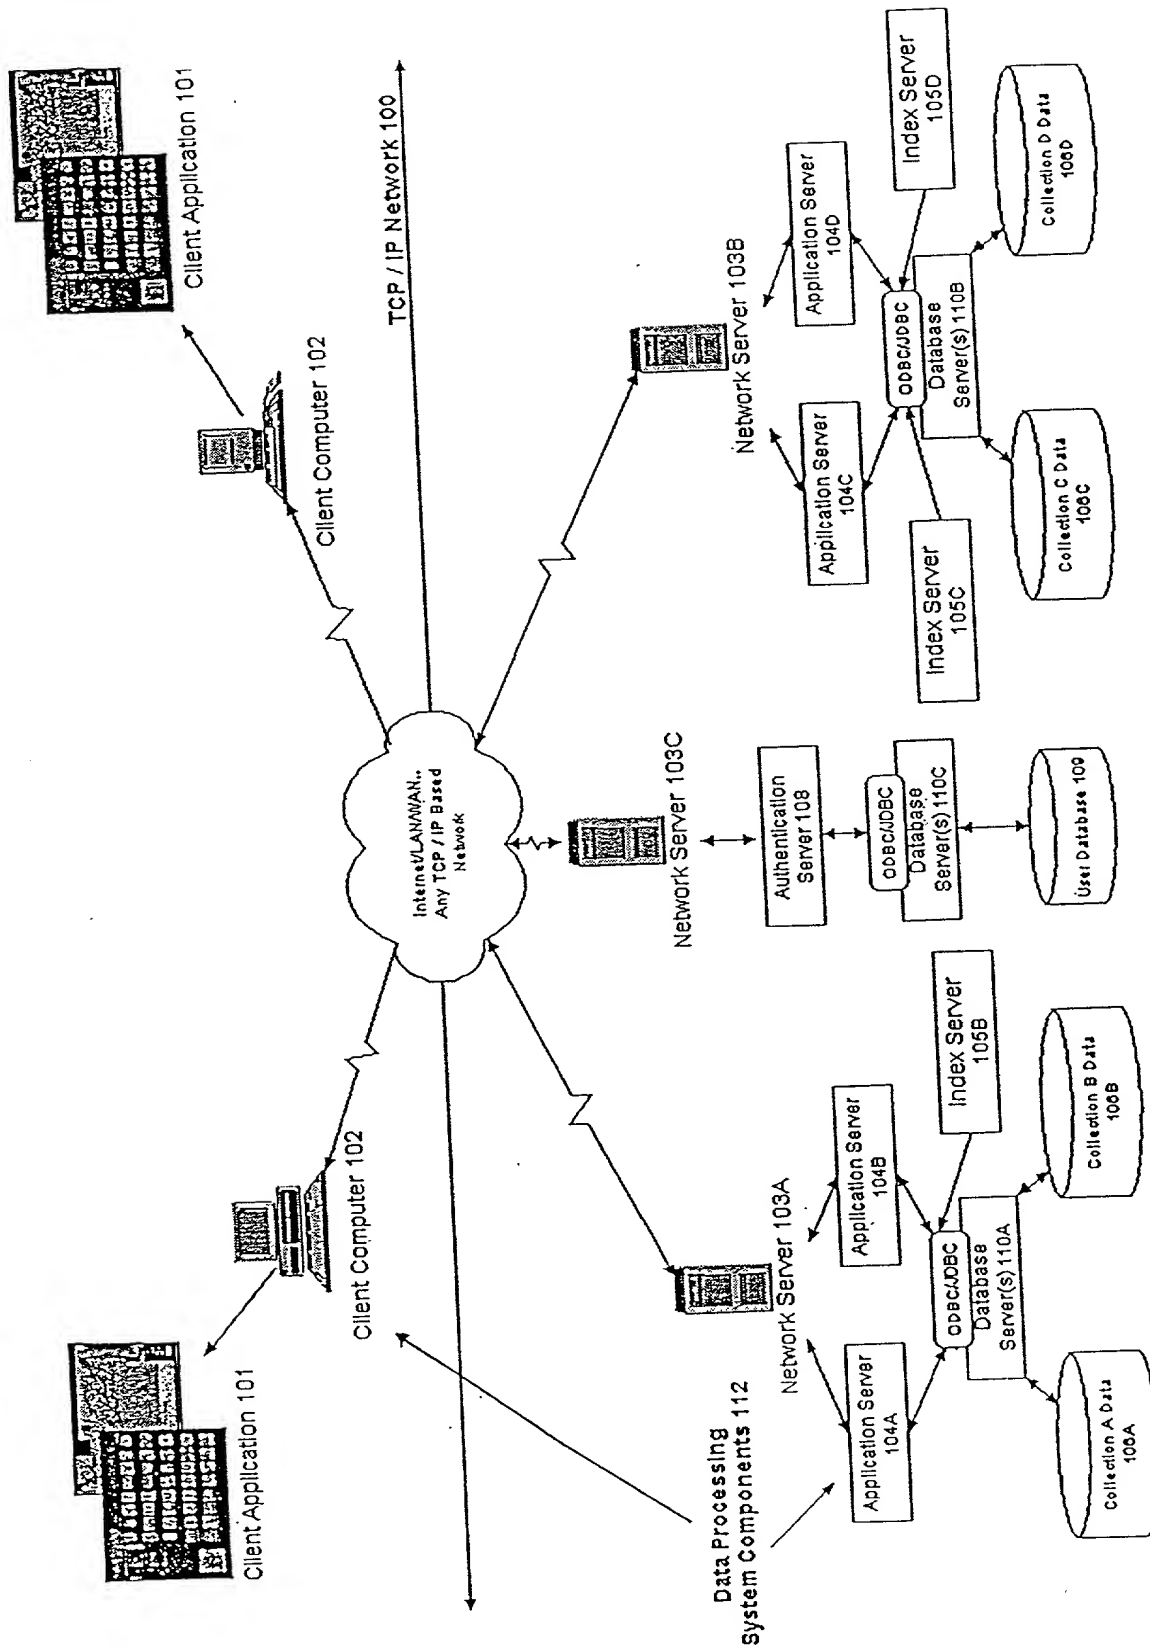 Client Application 101
Client Application 101
Client Computer 102
Client Computer 102
TCP / IP Network 100
Internet/LAN/WAN..
Any TCP / IP Based
Network
Data Processing
System Components 112
Network Server 103A
Network Server 103C
Network Server 103B
Application Server
104A
Application Server
104B
Authentication
Server 108
Application Server
104C
Application Server
104D
ODBC/JDBC
Database
Server(s) 110A
Index Server
105B
ODBC/JDBC
Database
Server(s) 110C
Index Server
105C
ODBC/JDBC
Database
Server(s) 110B
Index Server
105D
Collection A Data
106A
Collection B Data
106B
User Database 109
Collection C Data
106C
Collection D Data
106D